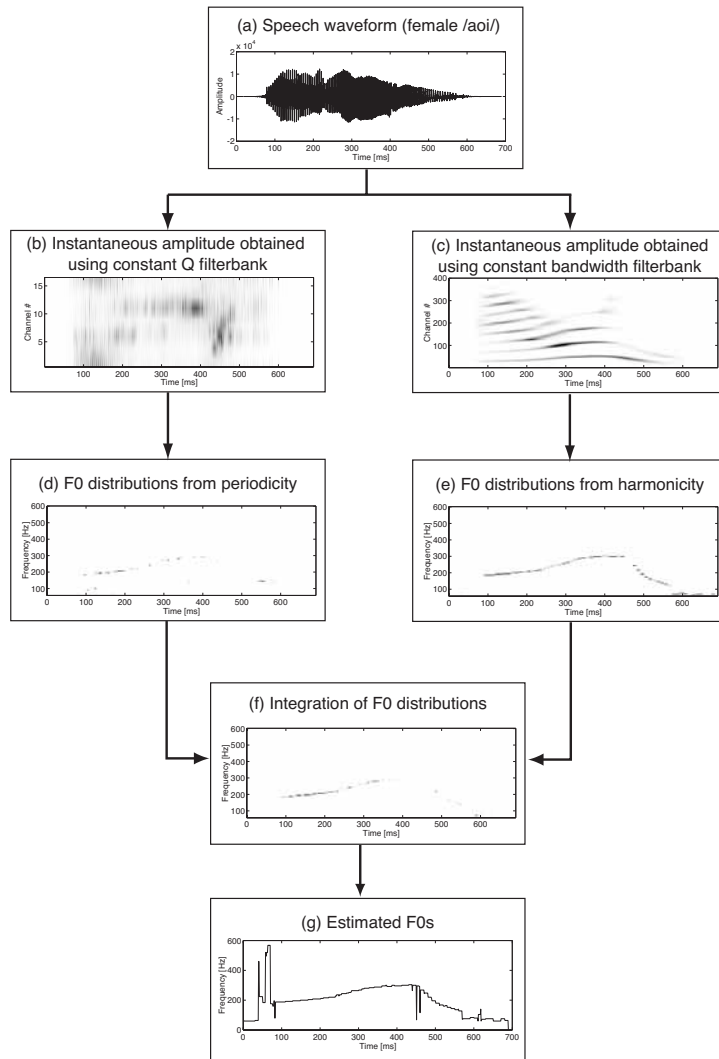 (a) Speech waveform (female /aoi/)
x 10^4
2
1
0
-1
-2
Amplitude
0 100 200 300 400 500 600 700
Time [ms]
(b) Instantaneous amplitude obtained
using constant Q filterbank
15
10
5
Channel #
100 200 300 400 500 600
Time [ms]
(c) Instantaneous amplitude obtained
using constant bandwidth filterbank
400
300
200
100
0
Channel #
0 100 200 300 400 500 600
Time [ms]
(d) F0 distributions from periodicity
600
500
400
300
200
100
Frequency [Hz]
0 100 200 300 400 500 600
Time [ms]
(e) F0 distributions from harmonicity
600
500
400
300
200
100
Frequency [Hz]
0 100 200 300 400 500 600
Time [ms]
(f) Integration of F0 distributions
600
500
400
300
200
100
Frequency [Hz]
0 100 200 300 400 500 600
Time [ms]
(g) Estimated F0s
600
400
200
0
Frequency [Hz]
0 100 200 300 400 500 600 700
Time [ms]